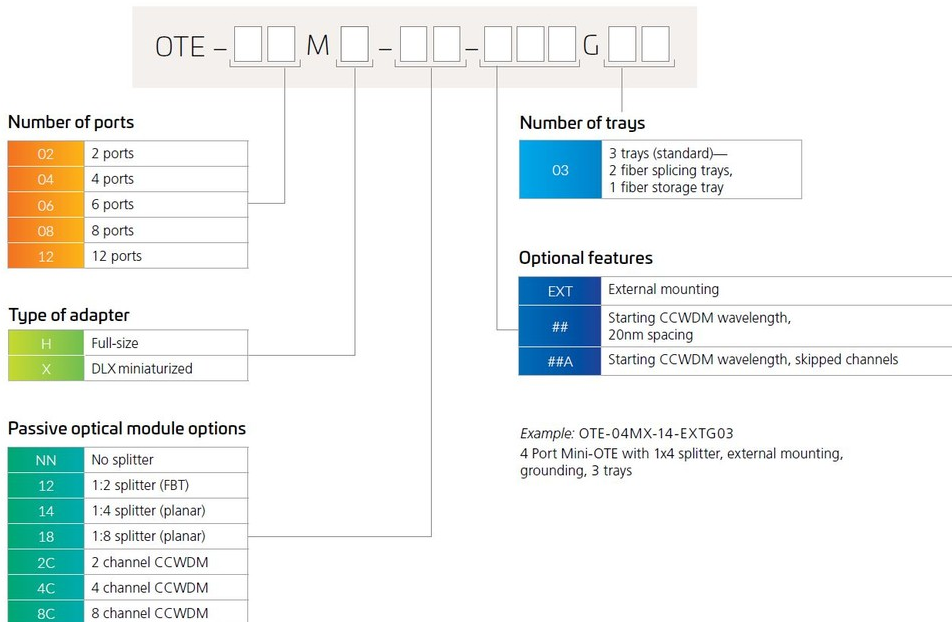 OTE – M – – G
Number of ports
02 2 ports
04 4 ports
06 6 ports
08 8 ports
12 12 ports
Type of adapter
H Full-size
X DLX miniaturized
Passive optical module options
NN No splitter
12 1:2 splitter (FBT)
14 1:4 splitter (planar)
18 1:8 splitter (planar)
2C 2 channel CCWDM
4C 4 channel CCWDM
8C 8 channel CCWDM
Number of trays
03 3 trays (standard)—
2 fiber splicing trays,
1 fiber storage tray
Optional features
EXT External mounting
## Starting CCWDM wavelength,
20nm spacing
##A Starting CCWDM wavelength, skipped channels
Example: OTE-04MX-14-EXTG03
4 Port Mini-OTE with 1x4 splitter, external mounting,
grounding, 3 trays